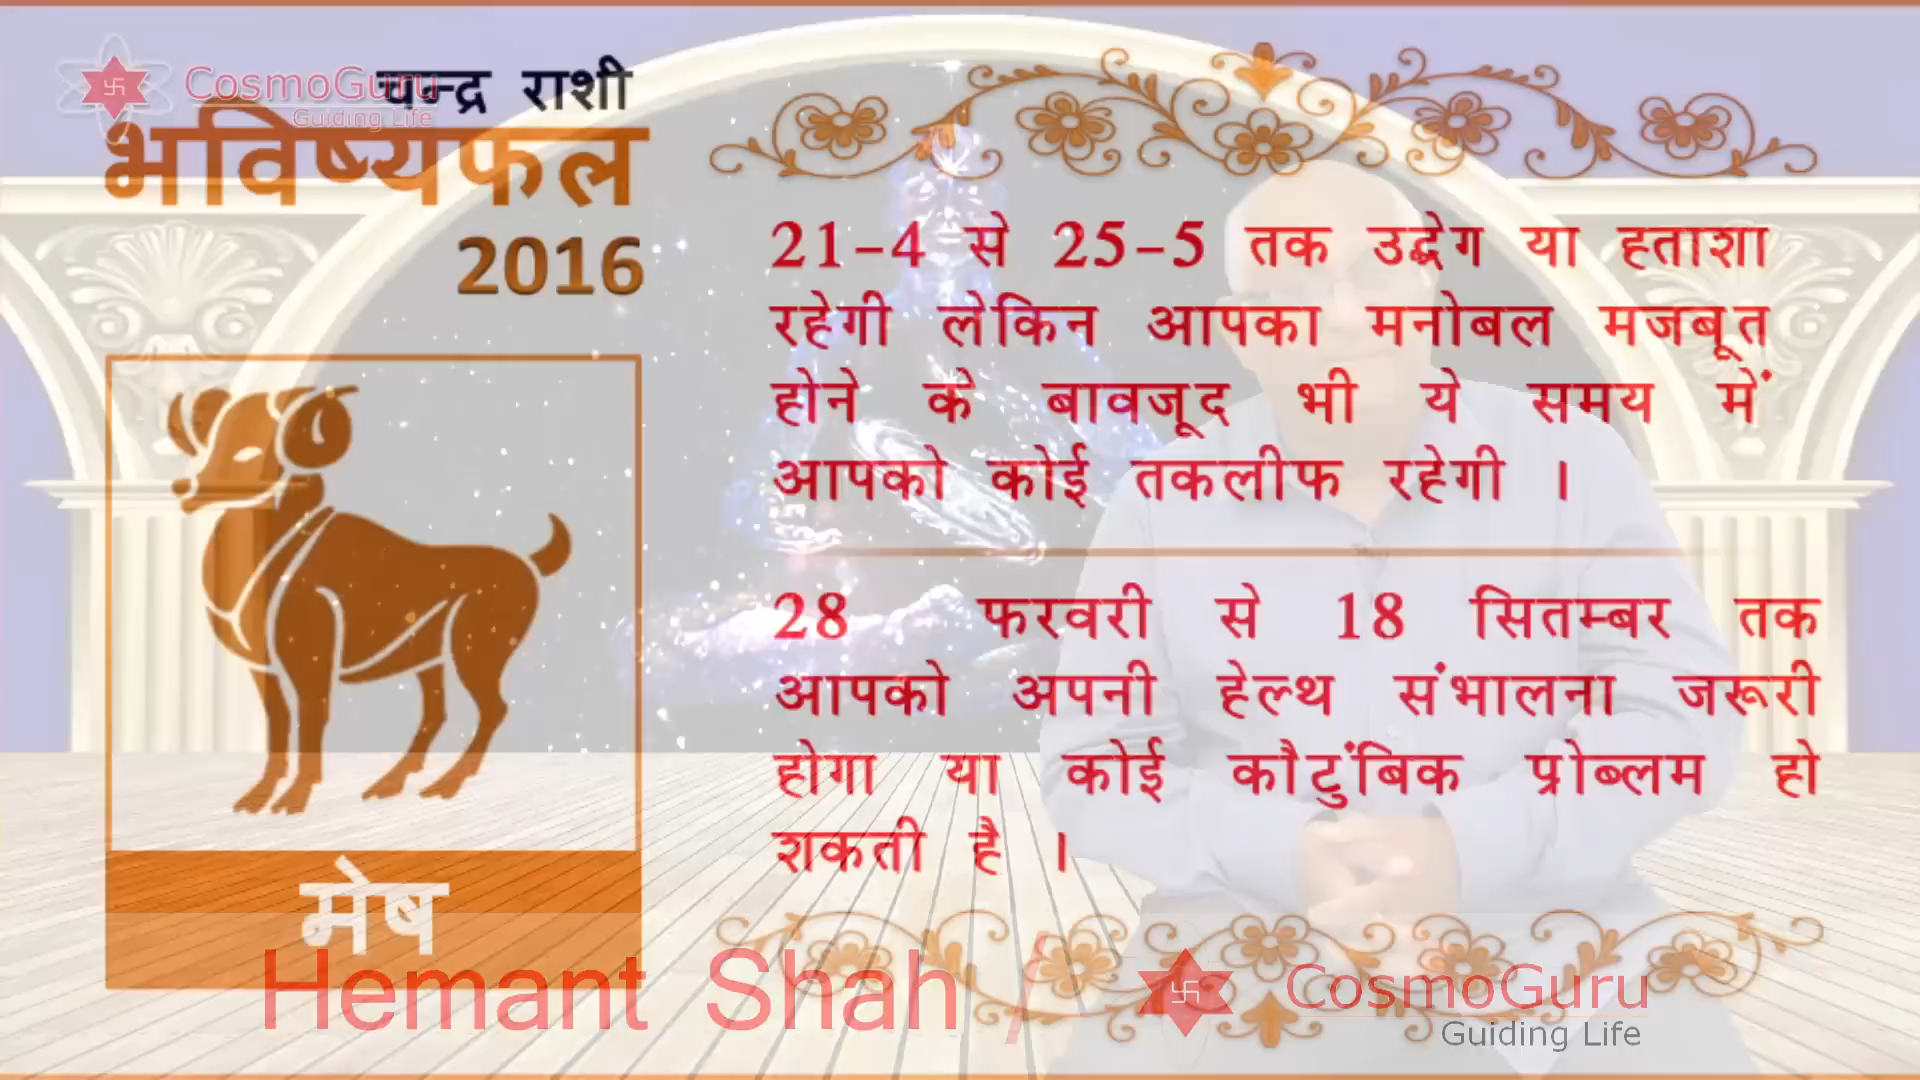 CosmoGuru
Guiding Life
चन्द्र राशी
भविष्यफल
2016
21-4 से 25-5 तक उद्वेग या ह्ताशा
रहेगी लेकिन आपका मनोबल मजबूत
होने के बावजूद भी ये समय में
आपको कोई तकलीफ रहेगी ।
28 फरवरी से 18 सितम्बर तक
आपको अपनी हेल्थ संभालना जरूरी
होगा या कोई कौटुंबिक प्रोब्लम हो
शकती है ।
मेष
Hemant Shah /
CosmoGuru
Guiding Life